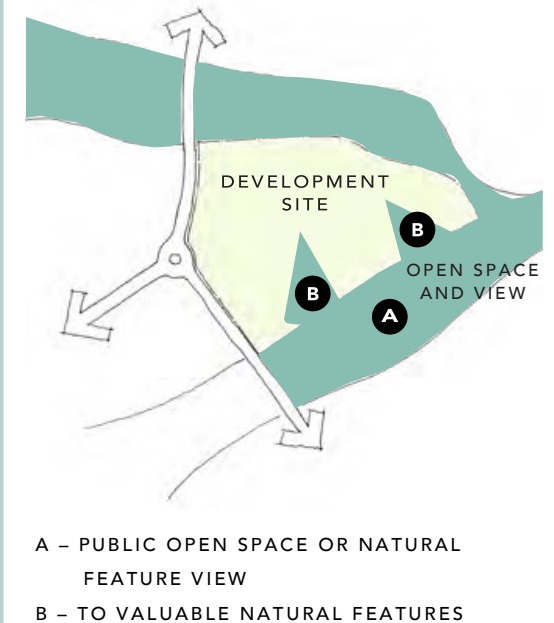 DEVELOPMENT
SITE
B
B
OPEN SPACE
AND VIEW
A
A – PUBLIC OPEN SPACE OR NATURAL
FEATURE VIEW
B – TO VALUABLE NATURAL FEATURES